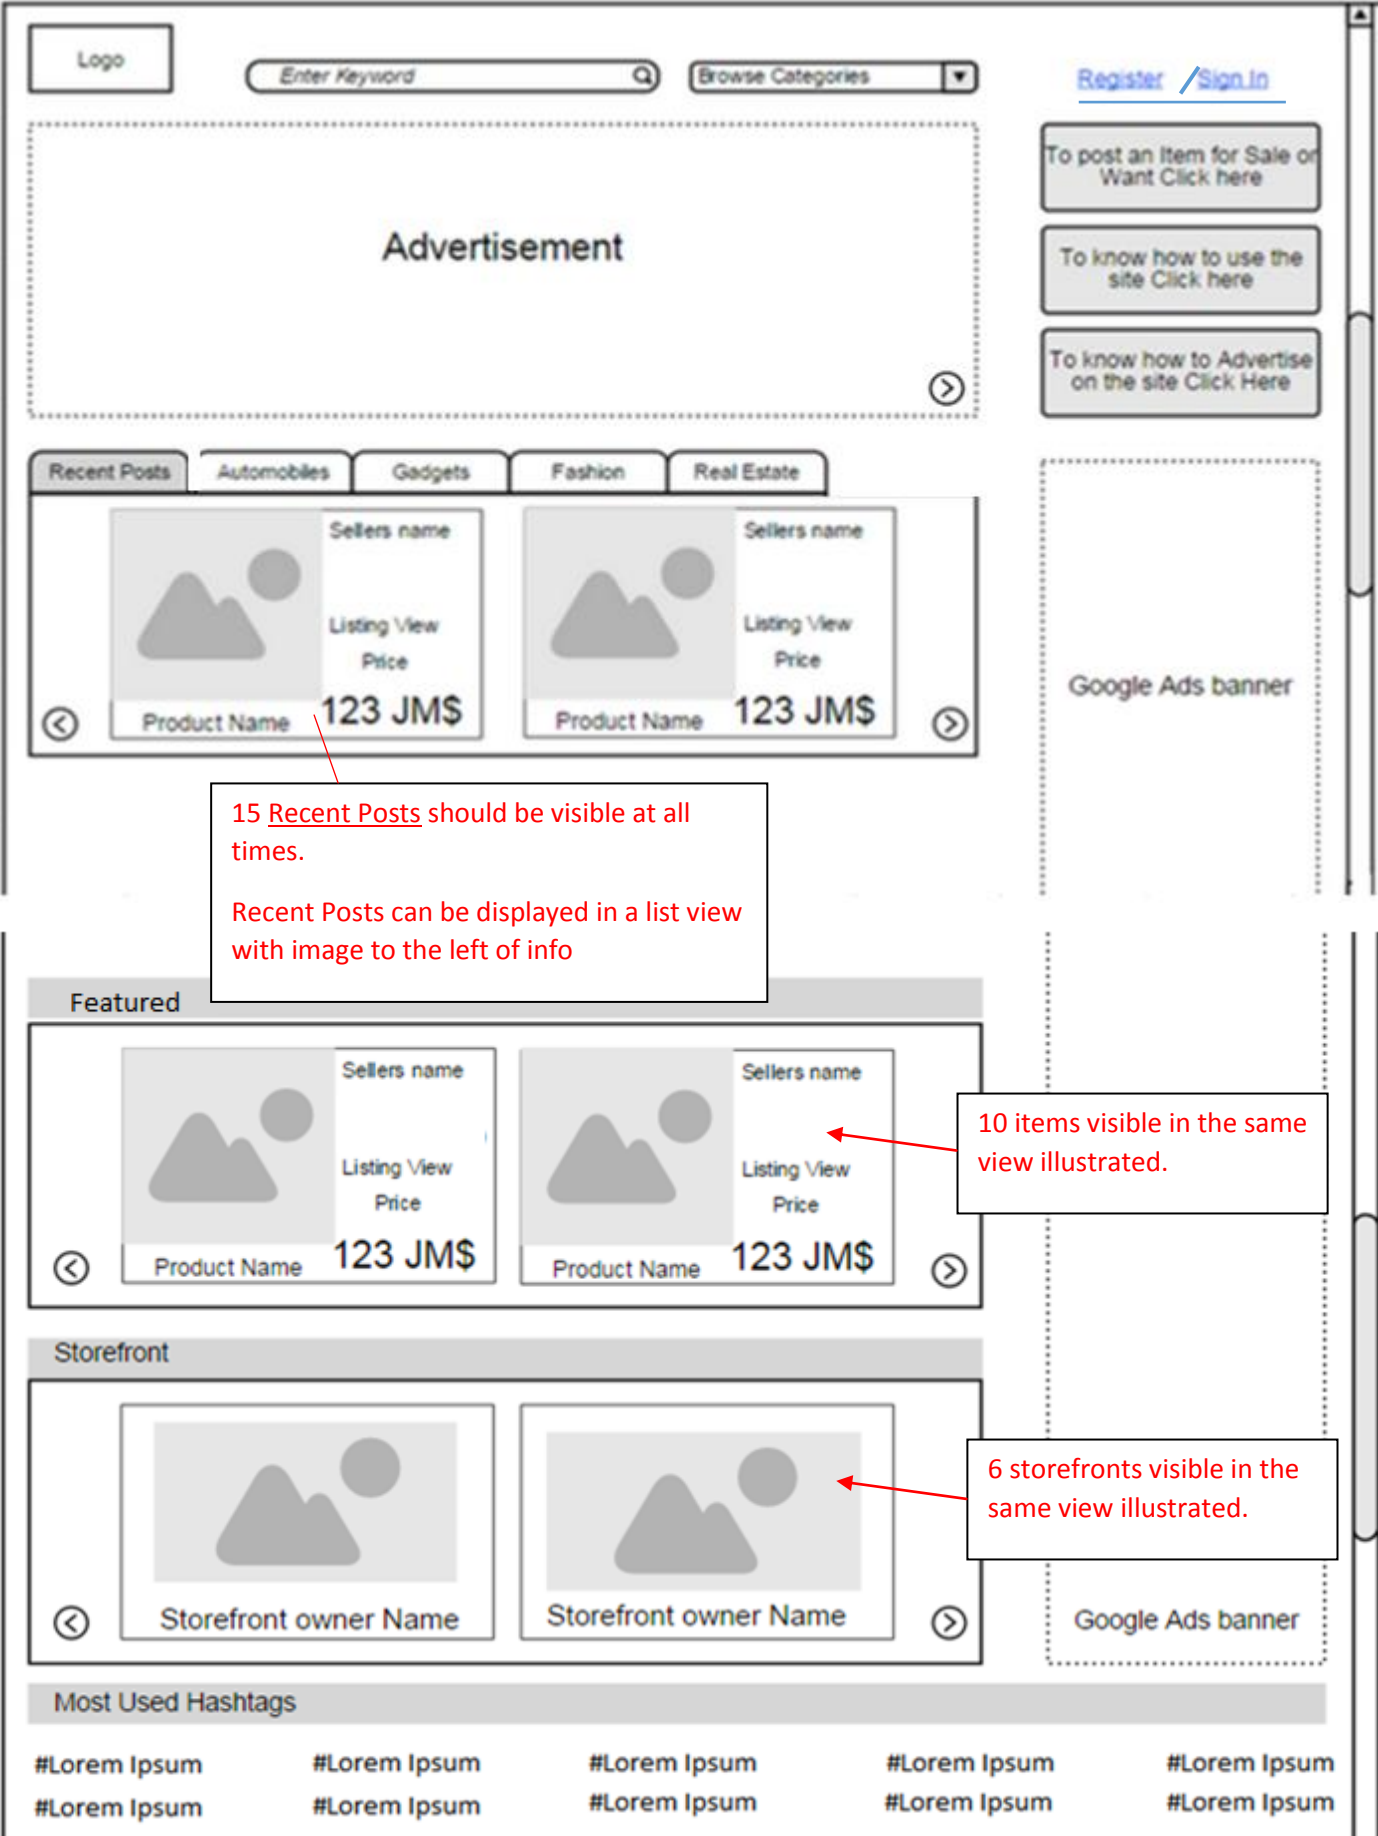 Logo
Enter Keyword
Browse Categories
Register / Sign In
To post an Item for Sale or
Want Click here
To know how to use the
site Click here
To know how to Advertise
on the site Click Here
Advertisement
Recent Posts
Automobiles
Gadgets
Fashion
Real Estate
Sellers name
Listing View
Price
123 JM$
Product Name
Sellers name
Listing View
Price
123 JM$
Product Name
Google Ads banner
15 Recent Posts should be visible at all
times.
Recent Posts can be displayed in a list view
with image to the left of info
Featured
Sellers name
Listing View
Price
123 JM$
Product Name
Sellers name
Listing View
Price
123 JM$
Product Name
10 items visible in the same
view illustrated.
Storefront
Storefront owner Name
Storefront owner Name
6 storefronts visible in the
same view illustrated.
Google Ads banner
Most Used Hashtags
#Lorem Ipsum #Lorem Ipsum #Lorem Ipsum #Lorem Ipsum #Lorem Ipsum
#Lorem Ipsum #Lorem Ipsum #Lorem Ipsum #Lorem Ipsum #Lorem Ipsum